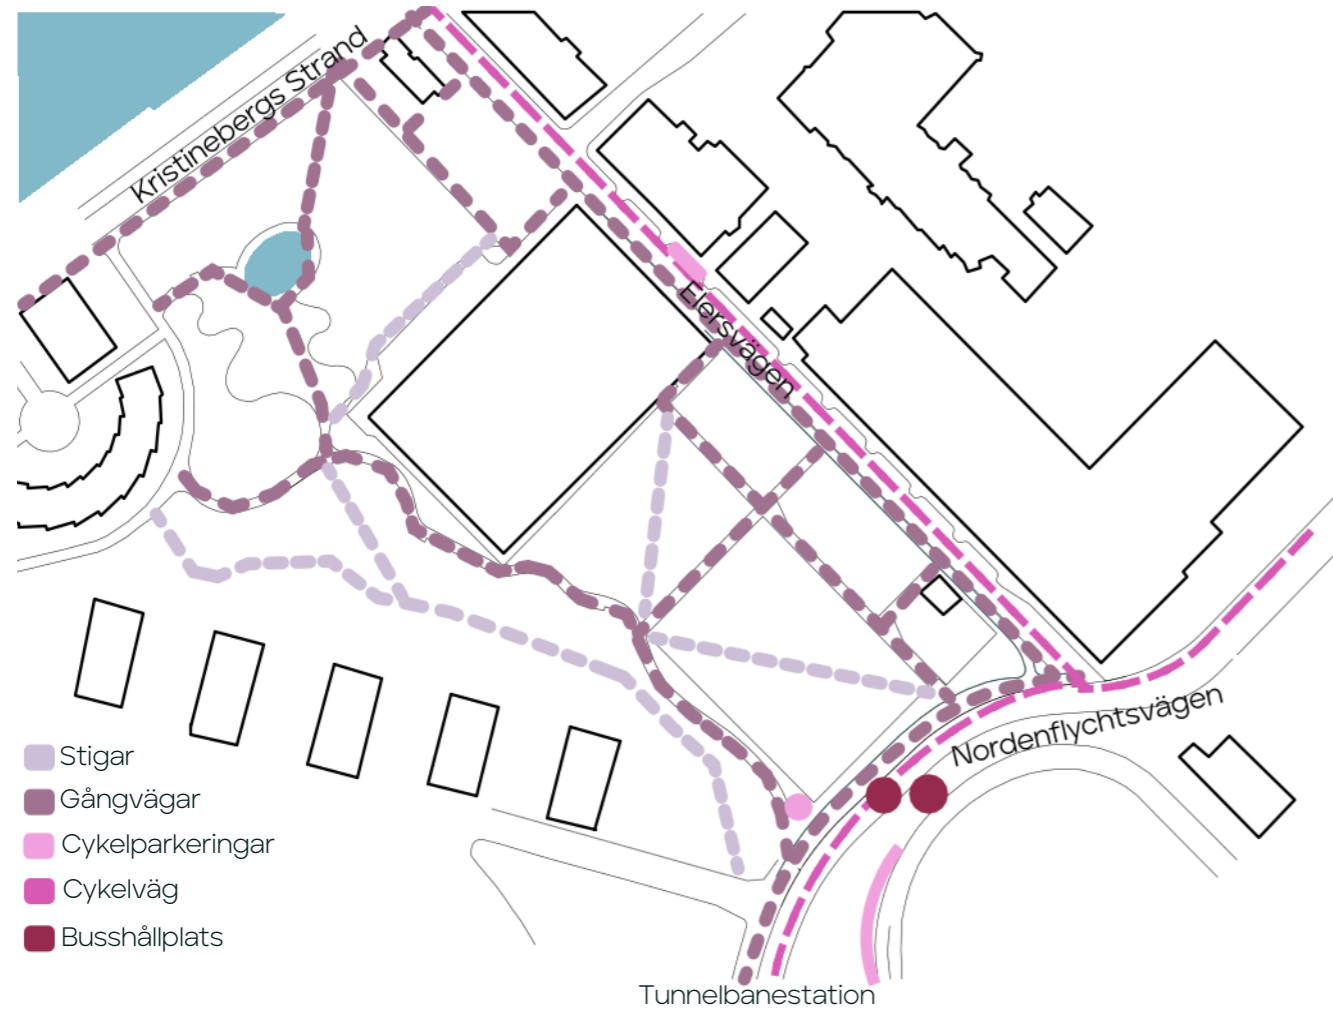 Kristinebergs Strand
Elersvägen
Nordenflychtsvägen
Stigar
Gångvägar
Cykelparkeringar
Cykelväg
Busshållplats
Tunnelbanestation